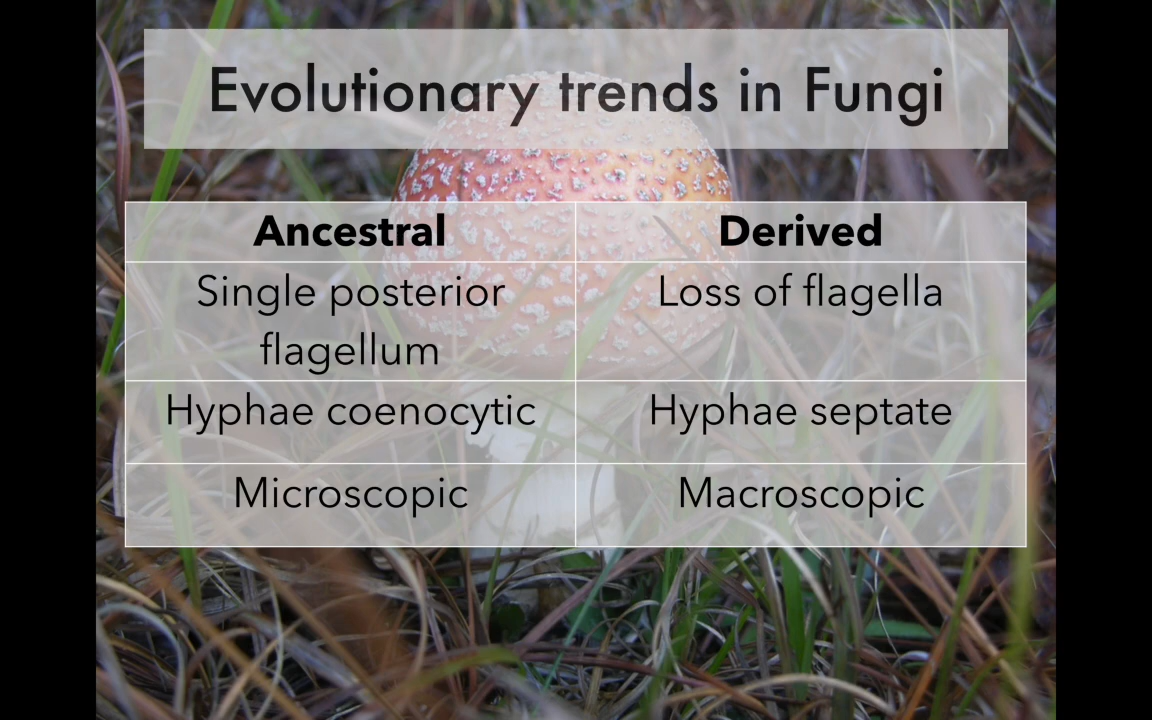 Evolutionary trends in Fungi
Ancestral
Derived
Single posterior
flagellum
Loss of flagella
Hyphae coenocytic
Hyphae septate
Microscopic
Macroscopic